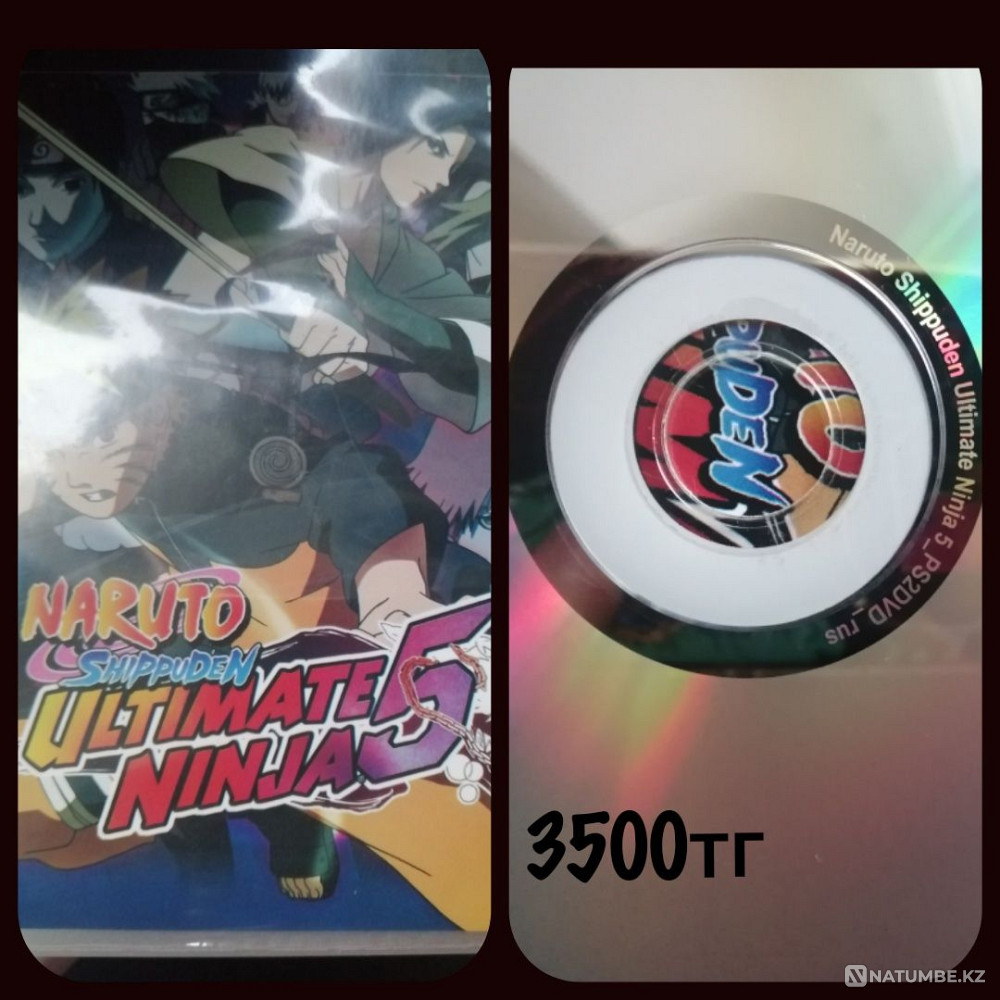 NARUTO
SHIPPUDEN
ULTIMATE
NINJA 5
Naruto Shippuden Ultimate Ninja 5_PS2DVD_rus
PUDEN
3500тг
NATUMBE.KZ